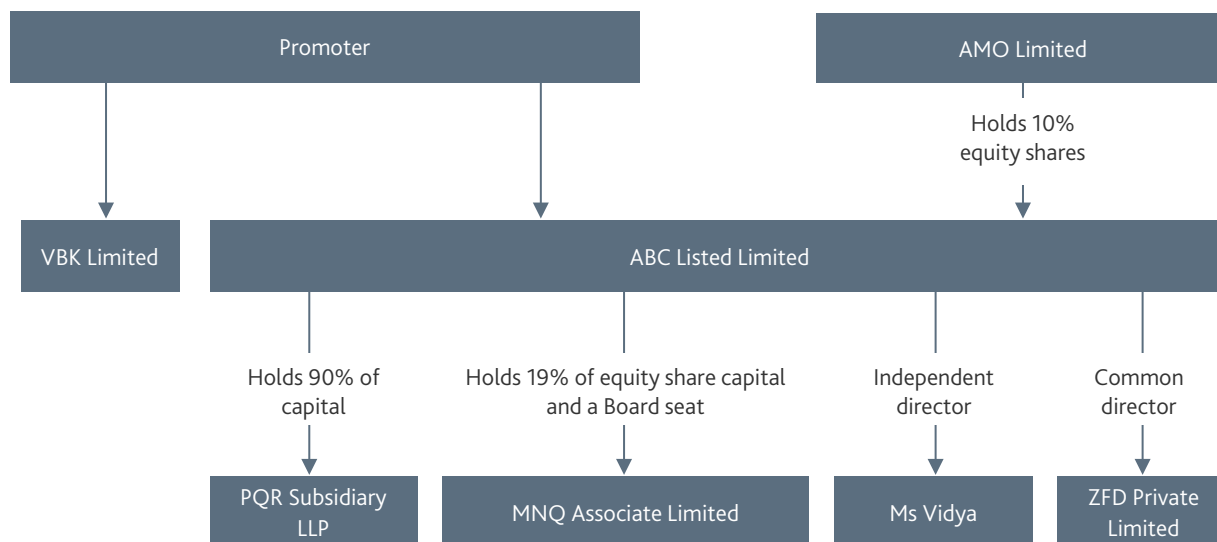 Promoter
AMO Limited
Holds 10%
equity shares
VBK Limited
ABC Listed Limited
Holds 90% of
capital
Holds 19% of equity share capital
and a Board seat
Independent
director
Common
director
PQR Subsidiary
LLP
MNQ Associate Limited
Ms Vidya
ZFD Private
Limited